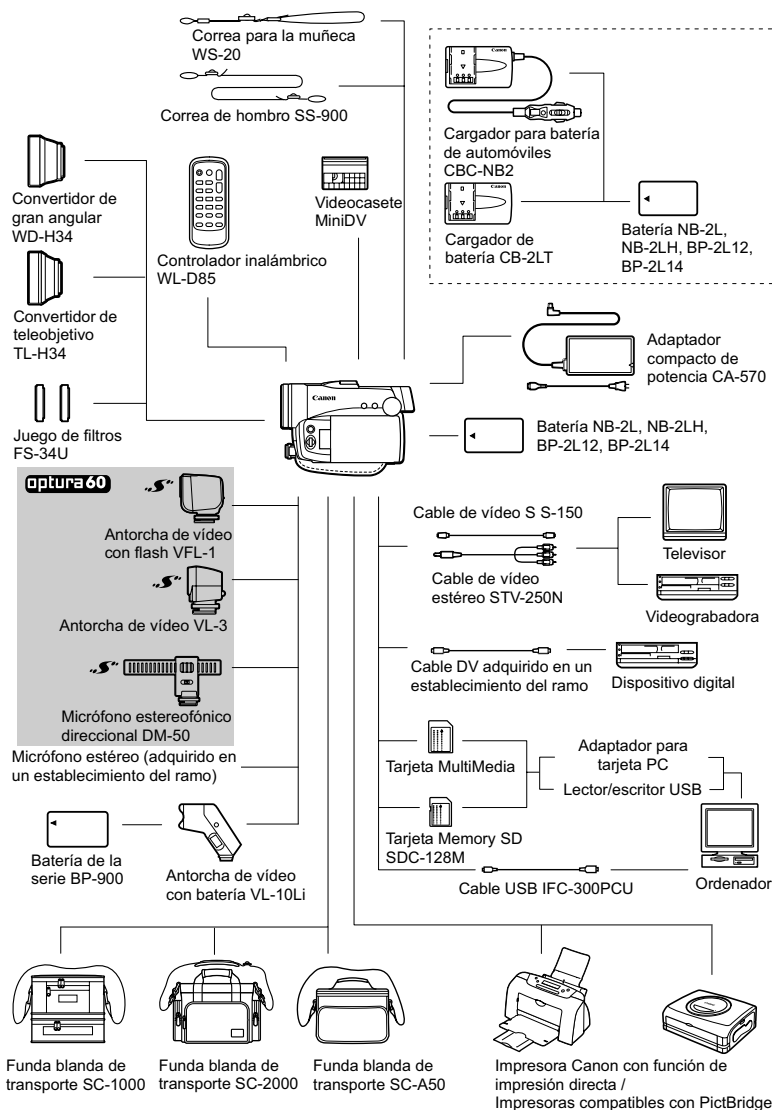 Correa para la muñeca
WS-20
Correa de hombro SS-900
Convertidor de
gran angular
WD-H34
Convertidor de
teleobjetivo
TL-H34
Juego de filtros
FS-34U
Controlador inalámbrico
WL-D85
Videocasete
MiniDV
Canon
Cargador para batería
de automóviles
CBC-NB2
Canon
Cargador de
batería CB-2LT
Batería NB-2L,
NB-2LH, BP-2L12,
BP-2L14
Adaptador
compacto de
potencia CA-570
Canon
Batería NB-2L, NB-2LH,
BP-2L12, BP-2L14
optura 60
Antorcha de vídeo
con flash VFL-1
Antorcha de vídeo VL-3
Micrófono estereofónico
direccional DM-50
Micrófono estéreo (adquirido en
un establecimiento del ramo)
Batería de la
serie BP-900
Antorcha de vídeo
con batería VL-10Li
Cable de vídeo S S-150
Cable de vídeo
estéreo STV-250N
Televisor
Videograbadora
Cable DV adquirido en un
establecimiento del ramo
Dispositivo digital
Tarjeta MultiMedia
Adaptador para
tarjeta PC
Lector/escritor USB
Tarjeta Memory SD
SDC-128M
Cable USB IFC-300PCU
Ordenador
Funda blanda de
transporte SC-1000
Funda blanda de
transporte SC-2000
Funda blanda de
transporte SC-A50
Impresora Canon con función de
impresión directa /
Impresoras compatibles con PictBridge